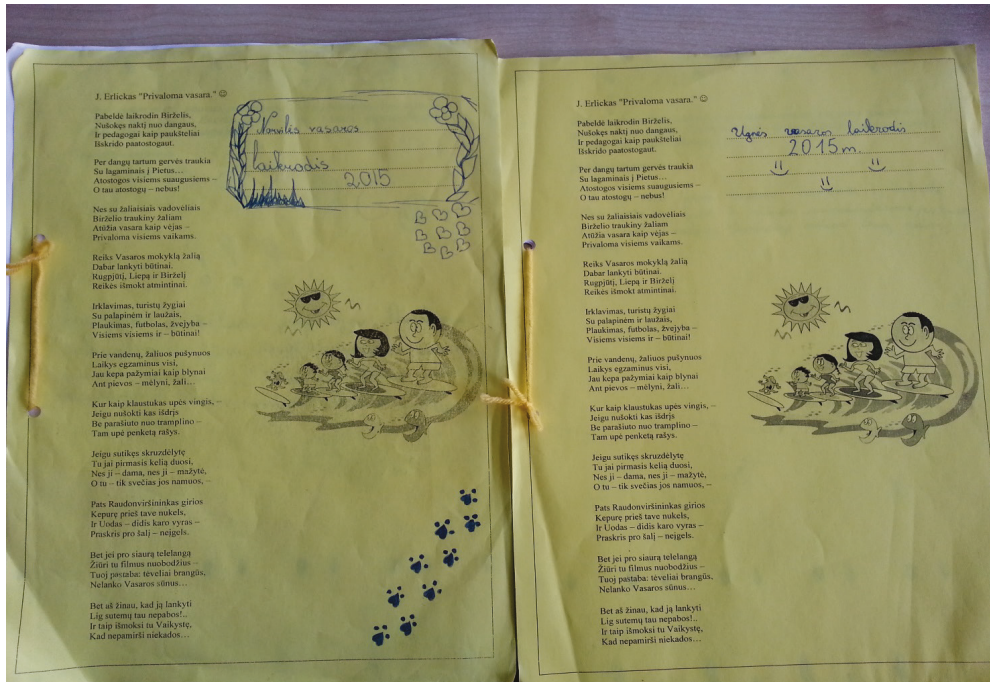 J. Erlickas "Privaloma vasara." ☺
Pabeldė laikrodin Birželis,
Nušokęs naktį nuo dangaus,
Ir pedagogai kaip paukšteliai
Išskrido paatostogaut.
Per dangų tartum gervės traukia
Su lagaminais į Pietus…
Atostogos visiems suaugusiems –
O tau atostogų – nebus!
Nes su žaliaisiais vadovėliais
Birželio traukiny žaliam
Atūžia vasara kaip vėjas –
Privaloma visiems vaikams.
Reiks Vasaros mokyklą žalią
Dabar lankyti būtinai.
Rugpjūtį, Liepą ir Birželį
Reikės išmokt atmintinai.
Irklavimas, turistų žygiai
Su palapinėm ir laužais,
Plaukimas, futbolas, žvejyba –
Visiems visiems ir – būtinai!
Prie vandenų, žaliuos pušynuos
Laikys egzaminus visi,
Jau kepa pažymiai kaip blynai
Ant pievos – mėlyni, žali…
Kur kaip klaustukas upės vingis, –
Jeigu nušokti kas išdrįs
Be parašiuto nuo tramplino –
Tam upė penketą rašys.
Jeigu sutikęs skruzdėlytę
Tu jai pirmasis kelią duosi,
Nes ji – dama, nes ji – mažytė,
O tu – tik svečias jos namuos, –
Pats Raudonviršininkas girios
Kepurę prieš tave nukels,
Ir Uodas – didis karo vyras –
Praskris pro šalį – neįgels.
Bet jei pro siaurą telelangą
Žiūri tu filmus nuobodžius –
Tuoj pastaba: tėveliai brangūs,
Nelanko Vasaros sūnus…
Bet aš žinau, kad ją lankyti
Lig sutemų tau nepabos!..
Ir taip išmoksi tu Vaikystę,
Kad nepamirši niekados…
vasaros
laikrodis
2015
J. Erlickas "Privaloma vasara." ☺
Pabeldė laikrodin Birželis,
Nušokęs naktį nuo dangaus,
Ir pedagogai kaip paukšteliai
Išskrido paatostogaut.
Per dangų tartum gervės traukia
Su lagaminais į Pietus…
Atostogos visiems suaugusiems –
O tau atostogų – nebus!
Nes su žaliaisiais vadovėliais
Birželio traukiny žaliam
Atūžia vasara kaip vėjas –
Privaloma visiems vaikams.
Reiks Vasaros mokyklą žalią
Dabar lankyti būtinai.
Rugpjūtį, Liepą ir Birželį
Reikės išmokt atmintinai.
Irklavimas, turistų žygiai
Su palapinėm ir laužais,
Plaukimas, futbolas, žvejyba –
Visiems visiems ir – būtinai!
Prie vandenų, žaliuos pušynuos
Laikys egzaminus visi,
Jau kepa pažymiai kaip blynai
Ant pievos – mėlyni, žali…
Kur kaip klaustukas upės vingis, –
Jeigu nušokti kas išdrįs
Be parašiuto nuo tramplino –
Tam upė penketą rašys.
Jeigu sutikęs skruzdėlytę
Tu jai pirmasis kelią duosi,
Nes ji – dama, nes ji – mažytė,
O tu – tik svečias jos namuos, –
Pats Raudonviršininkas girios
Kepurę prieš tave nukels,
Ir Uodas – didis karo vyras –
Praskris pro šalį – neįgels.
Bet jei pro siaurą telelangą
Žiūri tu filmus nuobodžius –
Tuoj pastaba: tėveliai brangūs,
Nelanko Vasaros sūnus…
Bet aš žinau, kad ją lankyti
Lig sutemų tau nepabos!..
Ir taip išmoksi tu Vaikystę,
Kad nepamirši niekados…
Ugnės vasaros laikrodis
2015m.